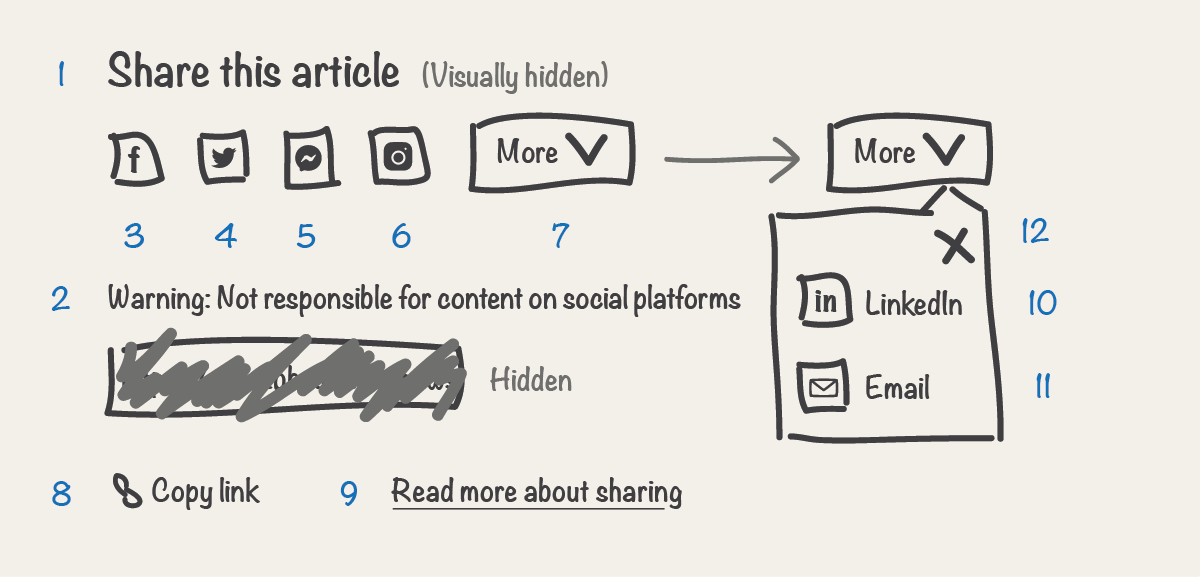 1 Share this article (Visually hidden)
f More More
3 4 5 6 7 12
2 Warning: Not responsible for content on social platforms
in LinkedIn 10
Hidden
Email 11
8 Copy link 9 Read more about sharing